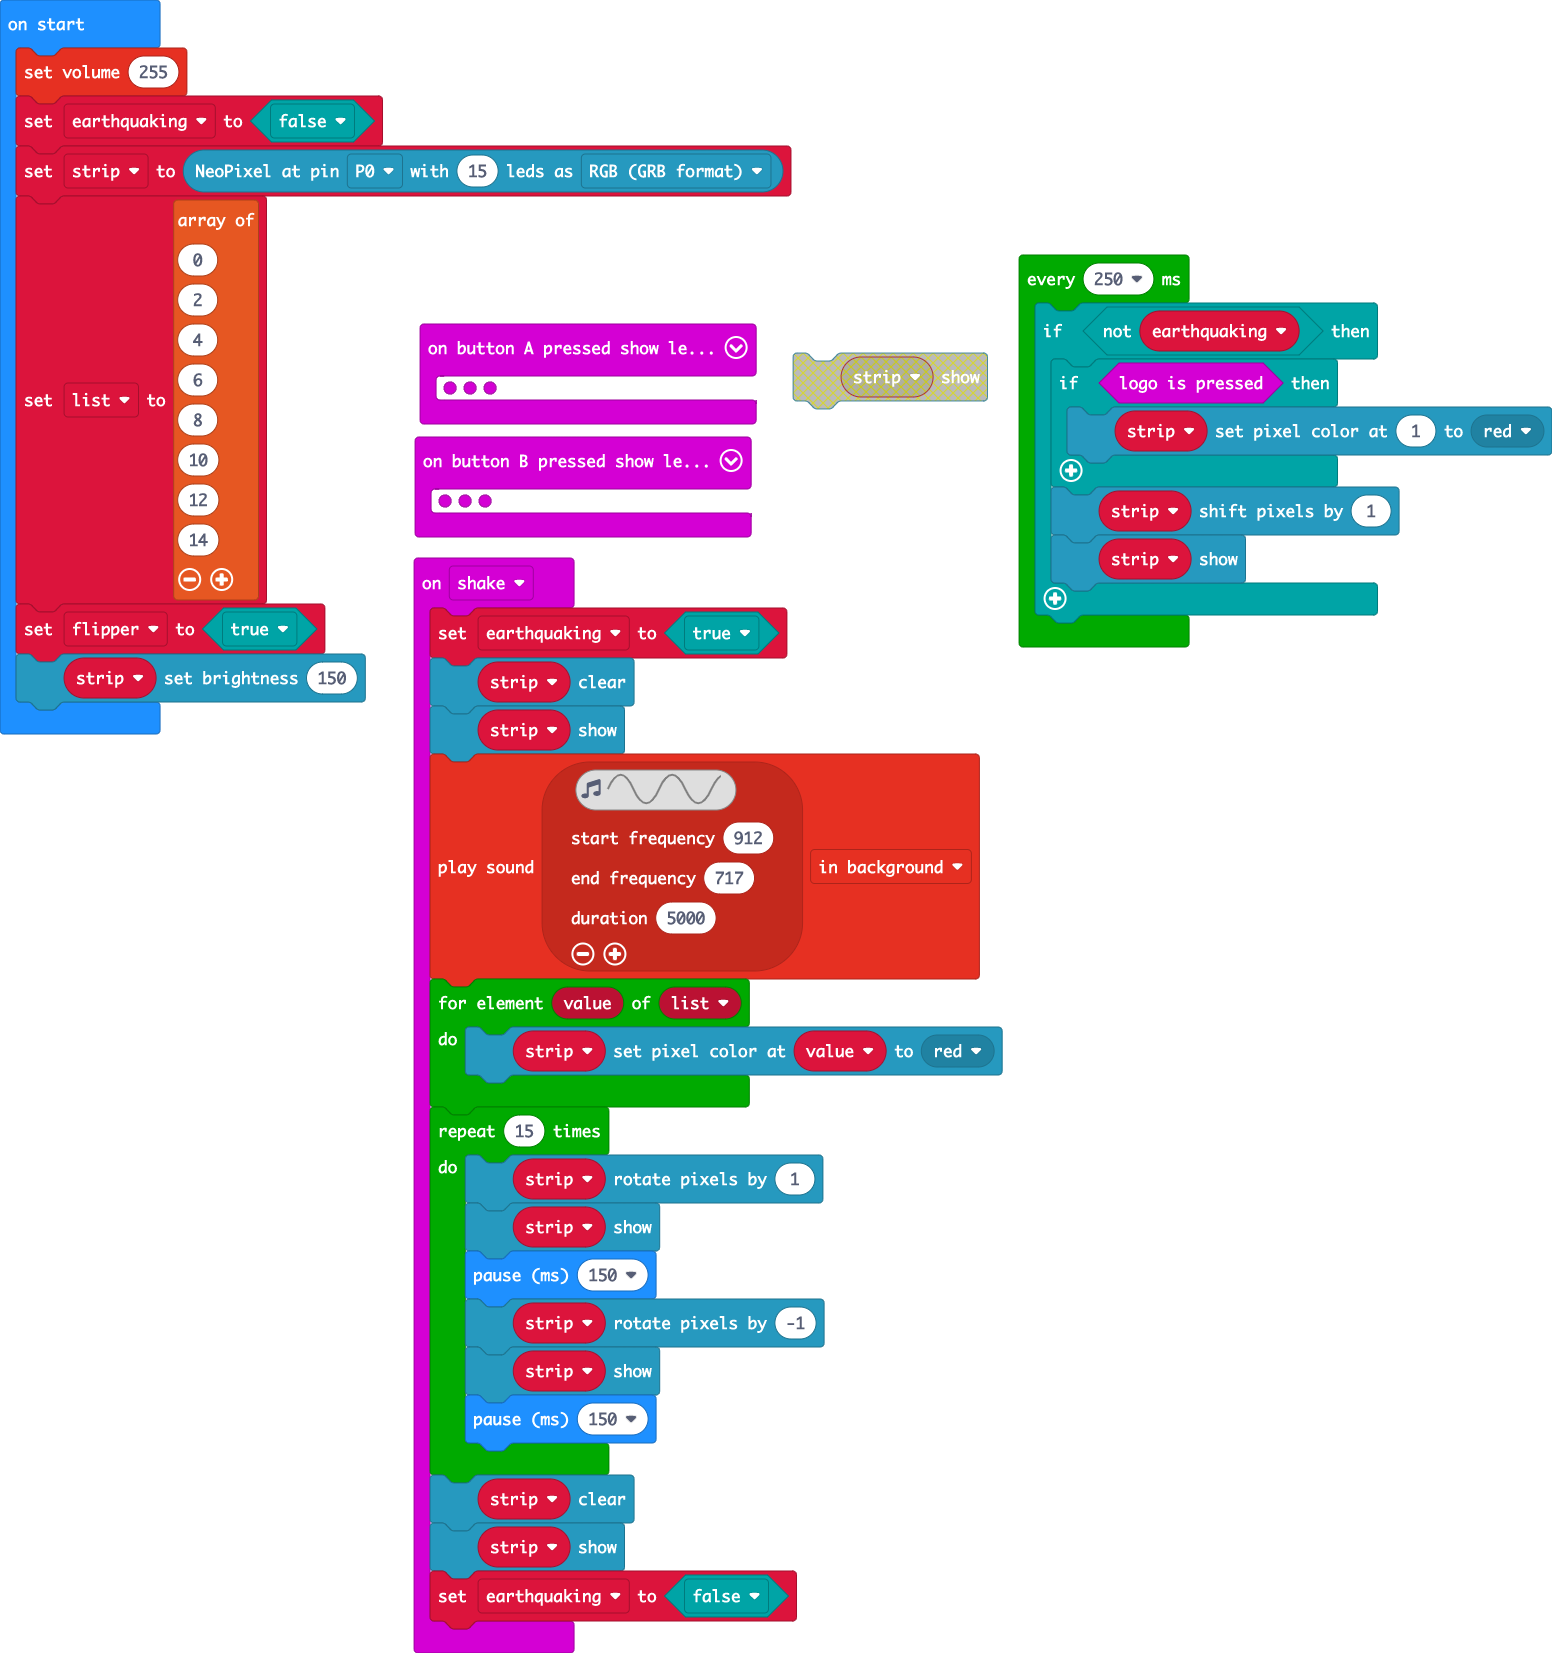 on start
set volume 255
set earthquaking to false
set strip to NeoPixel at pin P0 with 15 leds as RGB (GRB format)
set list to array of
0
2
4
6
8
10
12
14
set flipper to true
strip set brightness 150
on button A pressed show le...
on button B pressed show le...
strip show
on shake
set earthquaking to true
strip clear
strip show
play sound
start frequency 912
end frequency 717
duration 5000
in background
for element value of list
do strip set pixel color at value to red
repeat 15 times
do strip rotate pixels by 1
strip show
pause (ms) 150
strip rotate pixels by -1
strip show
pause (ms) 150
strip clear
strip show
set earthquaking to false
every 250 ms
if not earthquaking then
if logo is pressed then
strip set pixel color at 1 to red
strip shift pixels by 1
strip show